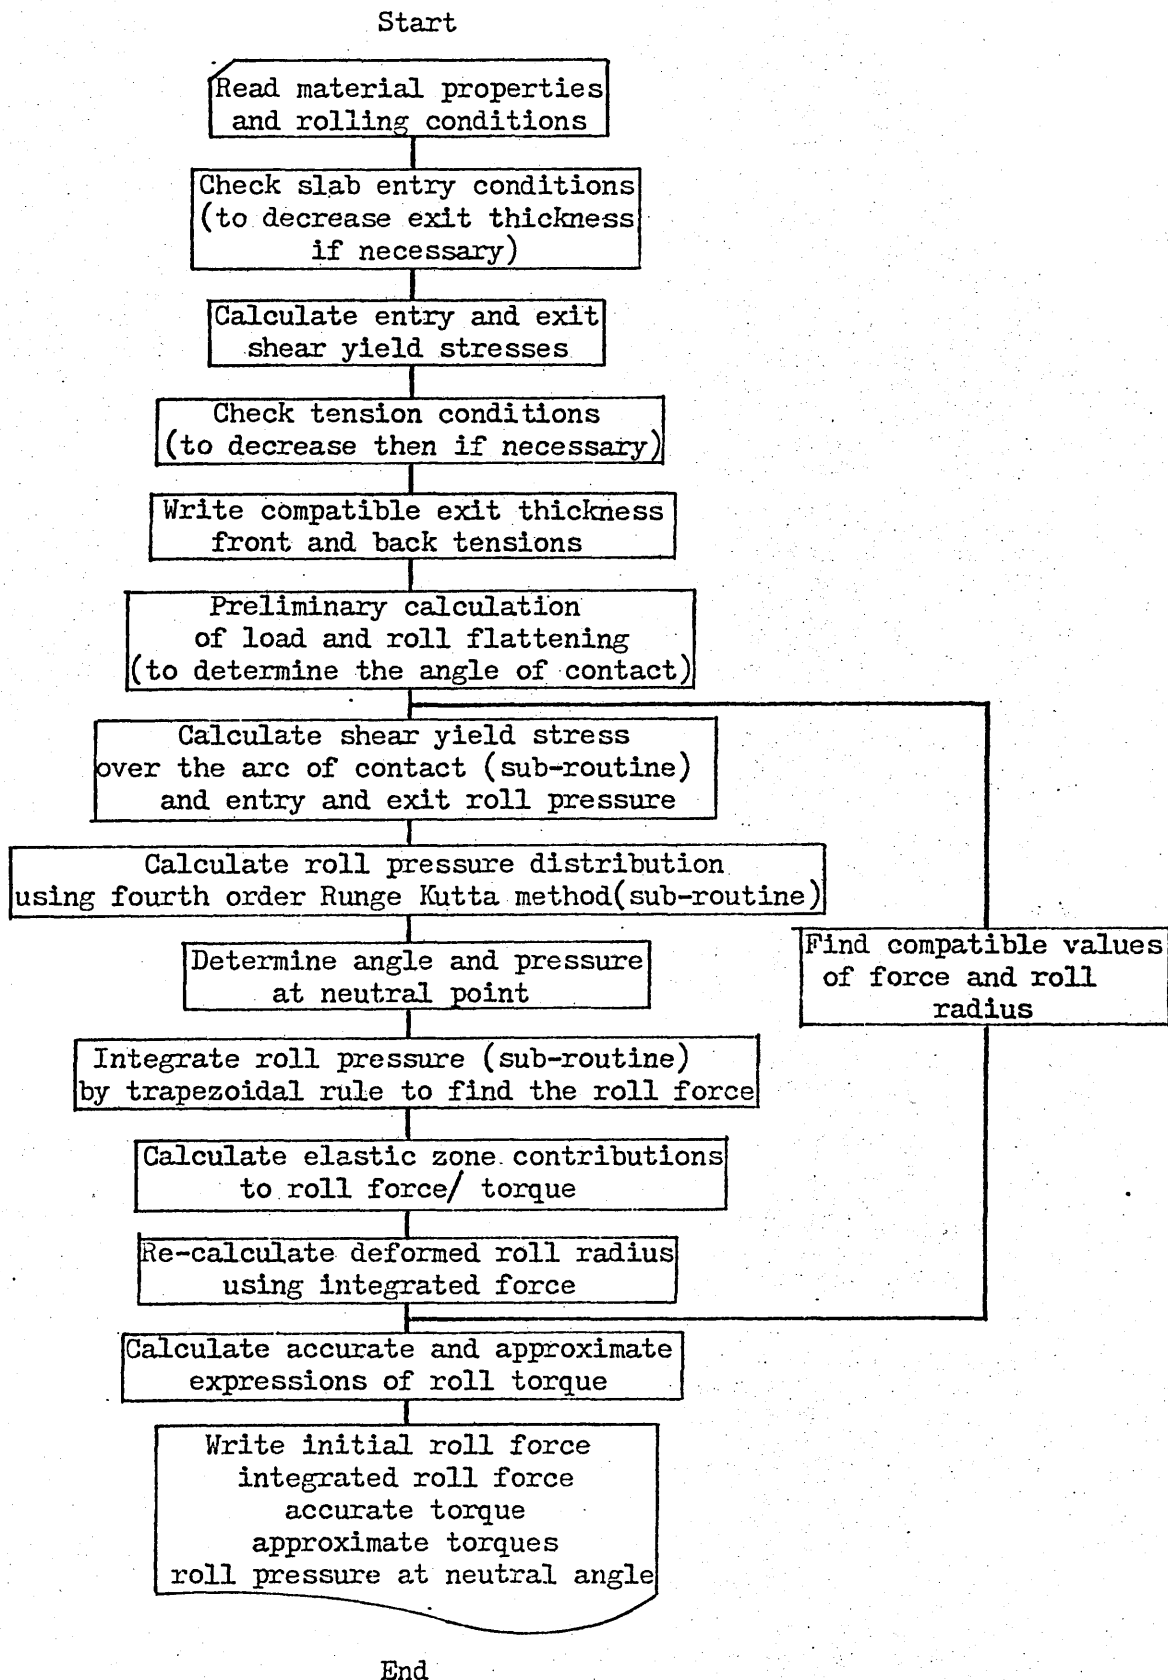 Start
Read material properties
and rolling conditions
Check slab entry conditions
(to decrease exit thickness
if necessary)
Calculate entry and exit
shear yield stresses
Check tension conditions
(to decrease then if necessary)
Write compatible exit thickness
front and back tensions
Preliminary calculation
of load and roll flattening
(to determine the angle of contact)
Calculate shear yield stress
over the arc of contact (sub-routine)
and entry and exit roll pressure
Calculate roll pressure distribution
using fourth order Runge Kutta method(sub-routine)
Determine angle and pressure
at neutral point
Find compatible values
of force and roll
radius
Integrate roll pressure (sub-routine)
by trapezoidal rule to find the roll force
Calculate elastic zone contributions
to roll force/ torque
Re-calculate deformed roll radius
using integrated force
Calculate accurate and approximate
expressions of roll torque
Write initial roll force
integrated roll force
accurate torque
approximate torques
roll pressure at neutral angle
End